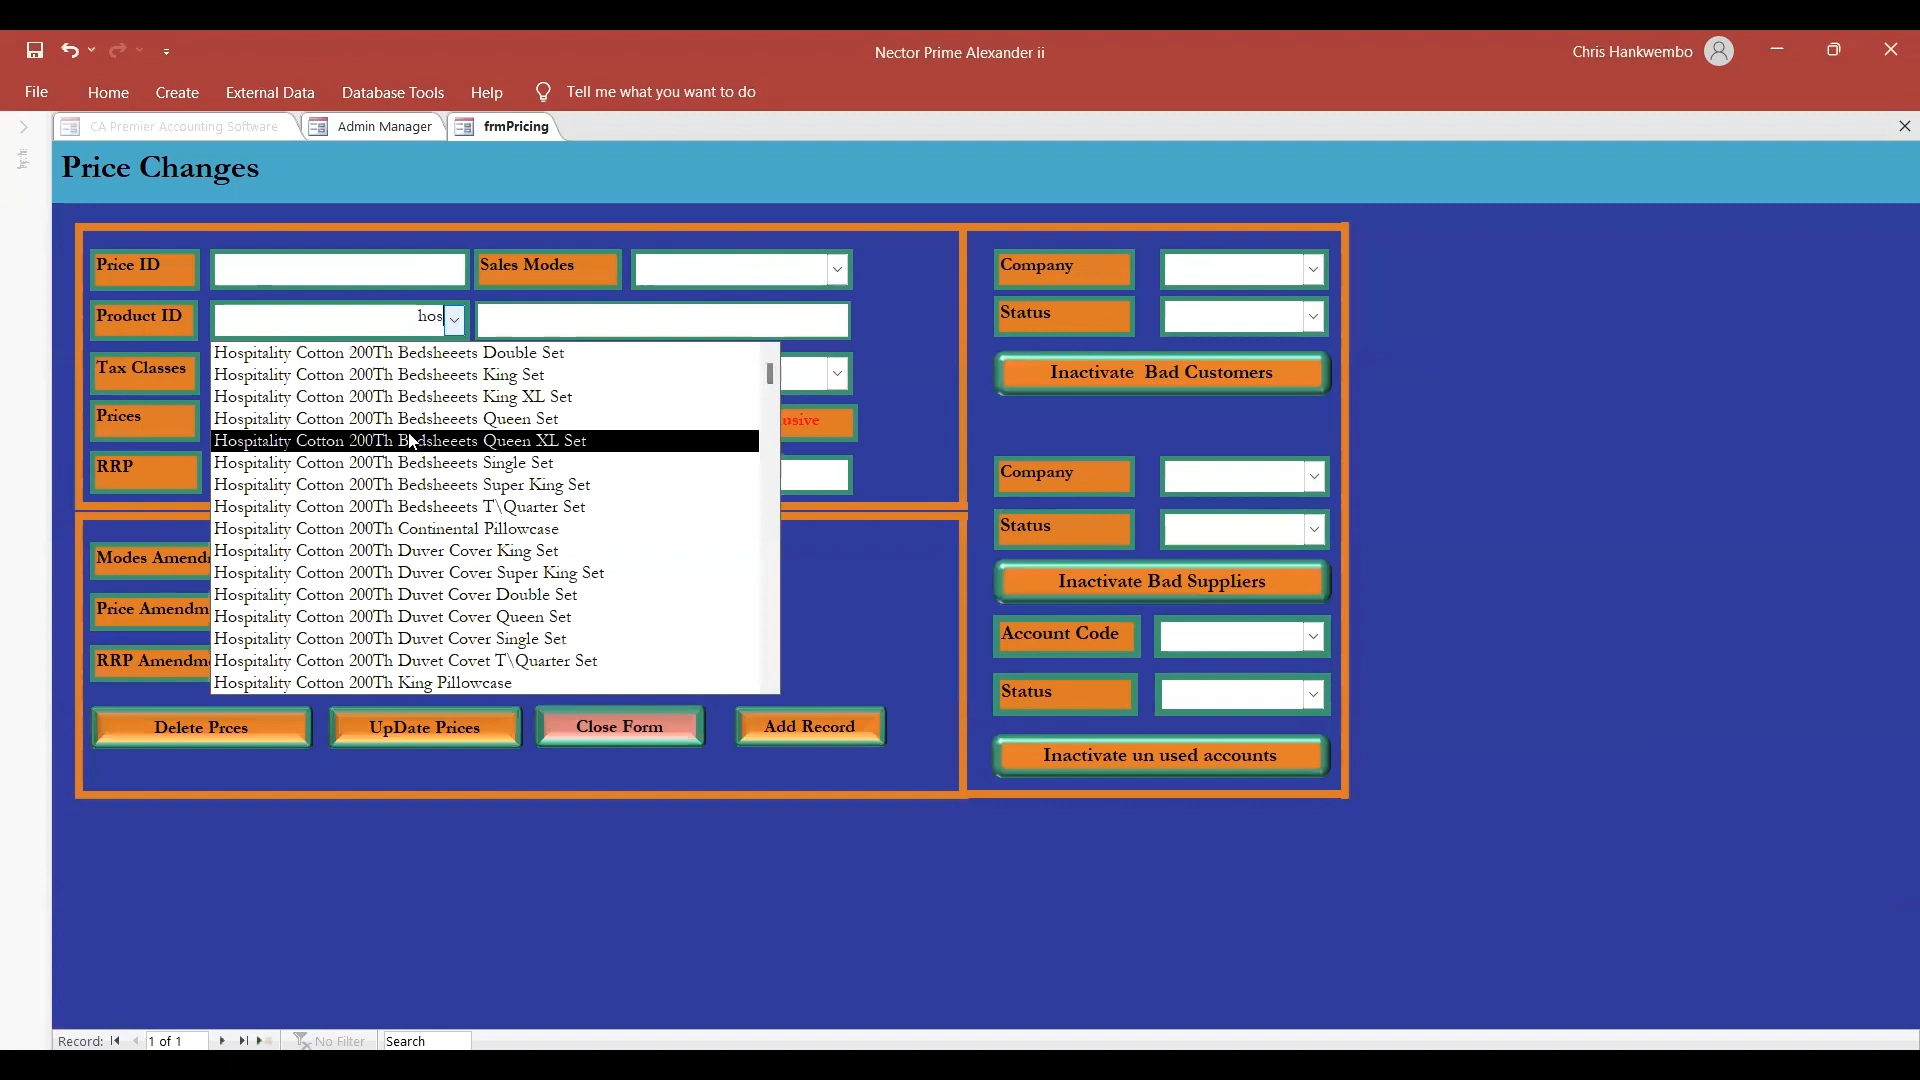 Nector Prime Alexander ii
Chris Hankwembo
File Home Create External Data Database Tools Help Tell me what you want to do
CA Premier Accounting Software Admin Manager frmPricing
Price Changes
Price ID Sales Modes
Product ID hos
Tax Classes
Prices usive
RRP
Hospitality Cotton 200Th Bedsheeets Double Set
Hospitality Cotton 200Th Bedsheeets King Set
Hospitality Cotton 200Th Bedsheeets King XL Set
Hospitality Cotton 200Th Bedsheeets Queen Set
Hospitality Cotton 200Th Bedsheeets Queen XL Set
Hospitality Cotton 200Th Bedsheeets Single Set
Hospitality Cotton 200Th Bedsheeets Super King Set
Hospitality Cotton 200Th Bedsheeets T\Quarter Set
Hospitality Cotton 200Th Continental Pillowcase
Hospitality Cotton 200Th Duver Cover King Set
Hospitality Cotton 200Th Duver Cover Super King Set
Hospitality Cotton 200Th Duvet Cover Double Set
Hospitality Cotton 200Th Duvet Cover Queen Set
Hospitality Cotton 200Th Duvet Cover Single Set
Hospitality Cotton 200Th Duvet Covet T\Quarter Set
Hospitality Cotton 200Th King Pillowcase
Modes Amend
Price Amendm
RRP Amendm
Delete Prces UpDate Prices Close Form Add Record
Company
Status
Inactivate Bad Customers
Company
Status
Inactivate Bad Suppliers
Account Code
Status
Inactivate un used accounts
Record: 1 of 1 No Filter Search